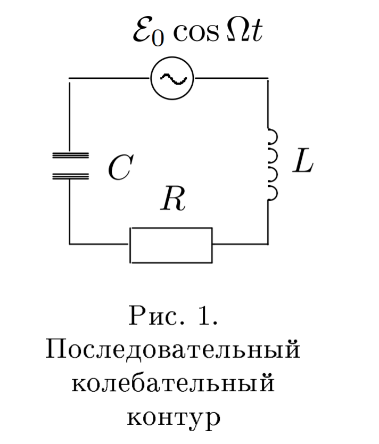 ℰ₀ cos Ωt
C
L
R
Рис. 1.
Последовательный
колебательный
контур